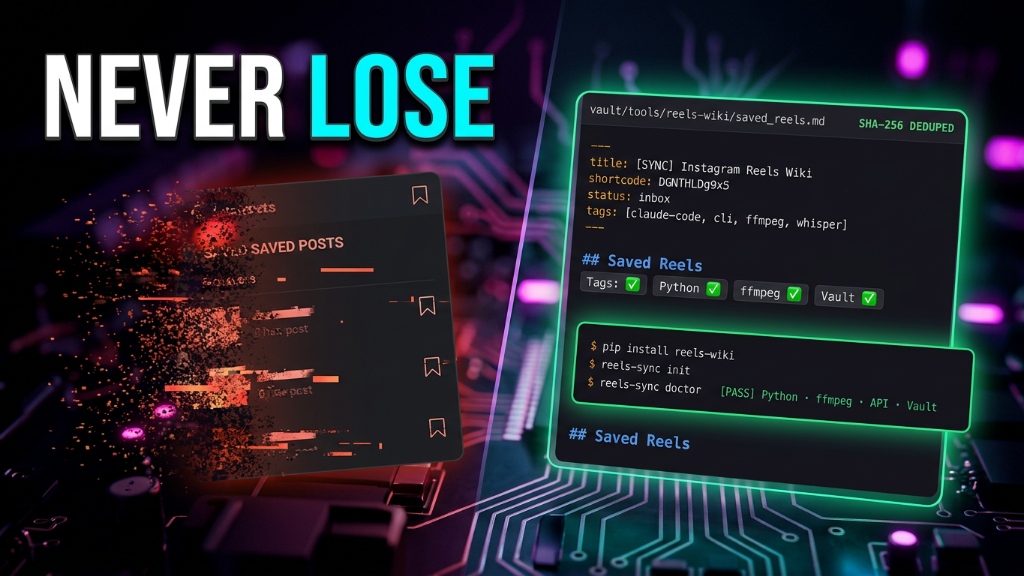 NEVER LOSE
SAVED POSTS
post
post
vault/tools/reels-wiki/saved_reels.md
SHA-256 DEDUPED
---
title: [SYNC] Instagram Reels Wiki
shortcode: DGNTHLDg9x5
status: inbox
tags: [claude-code, cli, ffmpeg, whisper]
---
## Saved Reels
Tags: ✅ Python ✅ ffmpeg ✅ Vault ✅
$ pip install reels-wiki
$ reels-sync init
$ reels-sync doctor [PASS] Python · ffmpeg · API · Vault
## Saved Reels